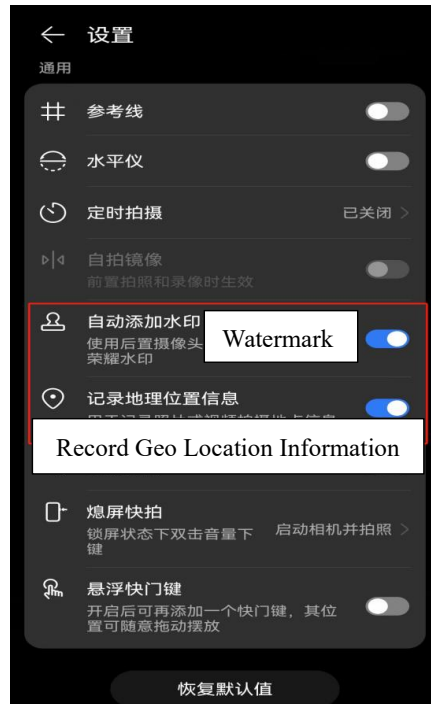 设置
通用
参考线
水平仪
定时拍摄
已关闭
自拍镜像
前置拍照和录像时生效
自动添加水印
使用后置摄像头
荣耀水印
Watermark
记录地理位置信息
Record Geo Location Information
熄屏快拍
锁屏状态下双击音量下
键
启动相机并拍照
悬浮快门键
开启后可再添加一个快门键，其位
置可随意拖动摆放
恢复默认值